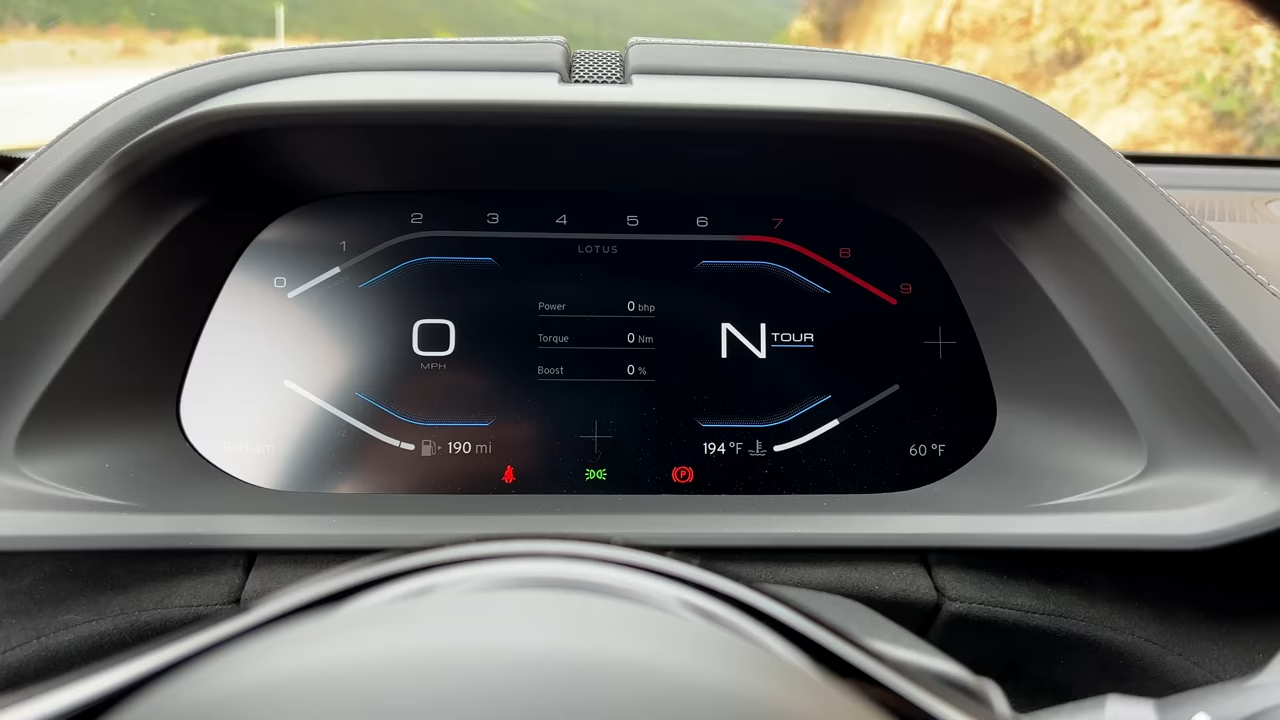 0 1 2 3 4 5 6 7 8 9
LOTUS
Power 0 bhp
Torque 0 Nm
Boost 0 %
0
MPH
N TOUR
190 mi
194 °F
60 °F
P